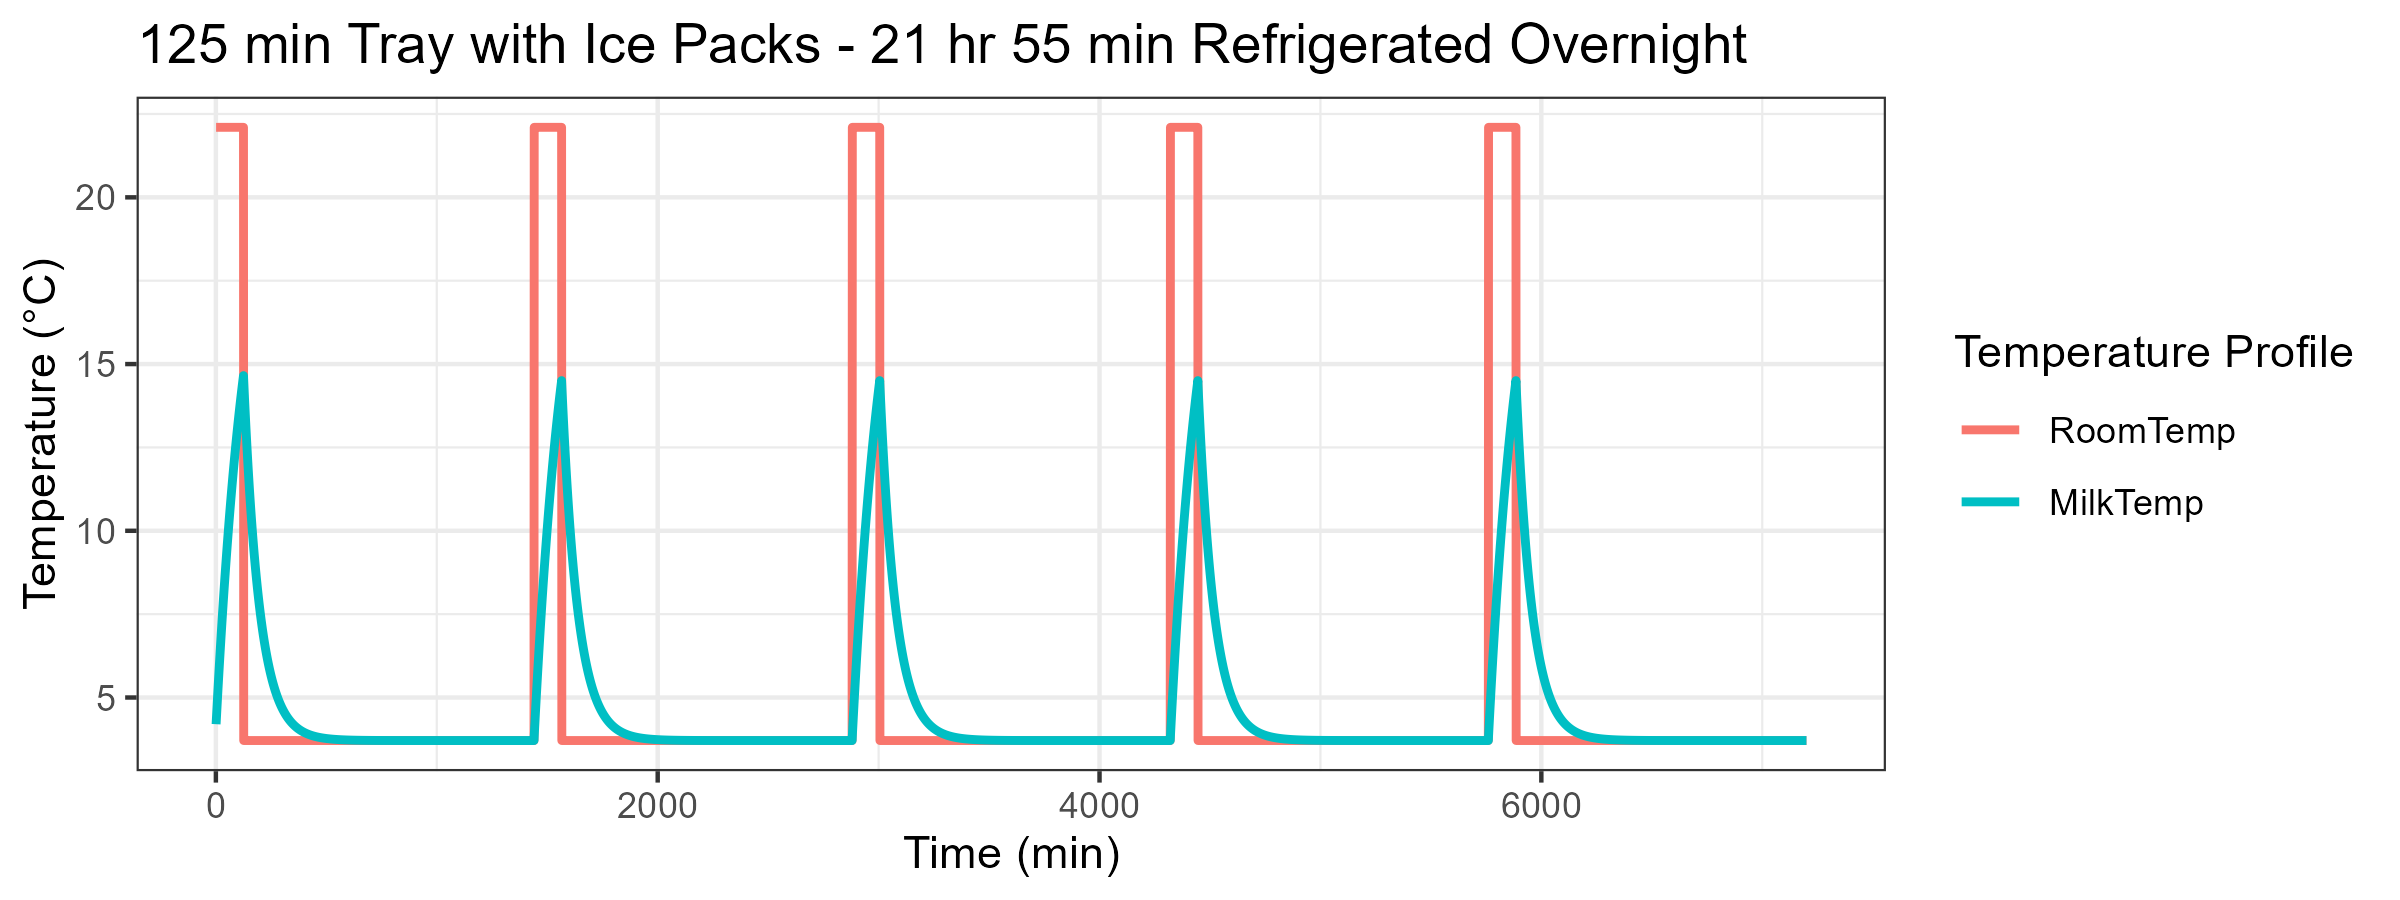 125 min Tray with Ice Packs - 21 hr 55 min Refrigerated Overnight
Temperature (°C)
20
15
10
5
0
2000
4000
6000
Time (min)
Temperature Profile
RoomTemp
MilkTemp